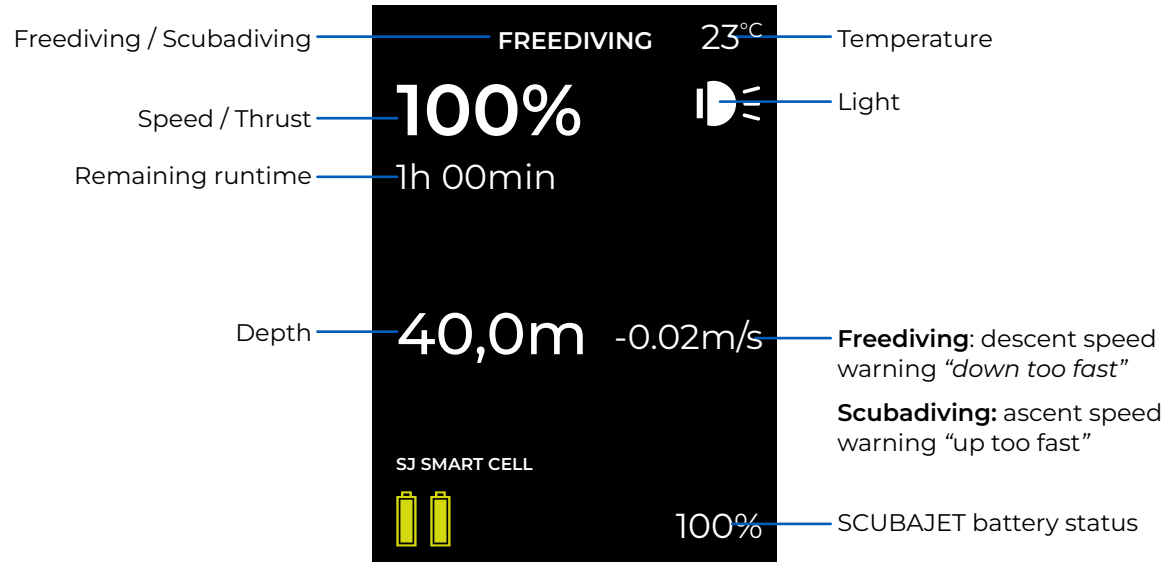 Freediving / Scubadiving
FREEDIVING
23°C
Temperature
Speed / Thrust
100%
Light
Remaining runtime
1h 00min
Depth
40,0m
-0.02m/s
Freediving: descent speed
warning “down too fast”
Scubadiving: ascent speed
warning “up too fast”
SJ SMART CELL
100%
SCUBAJET battery status